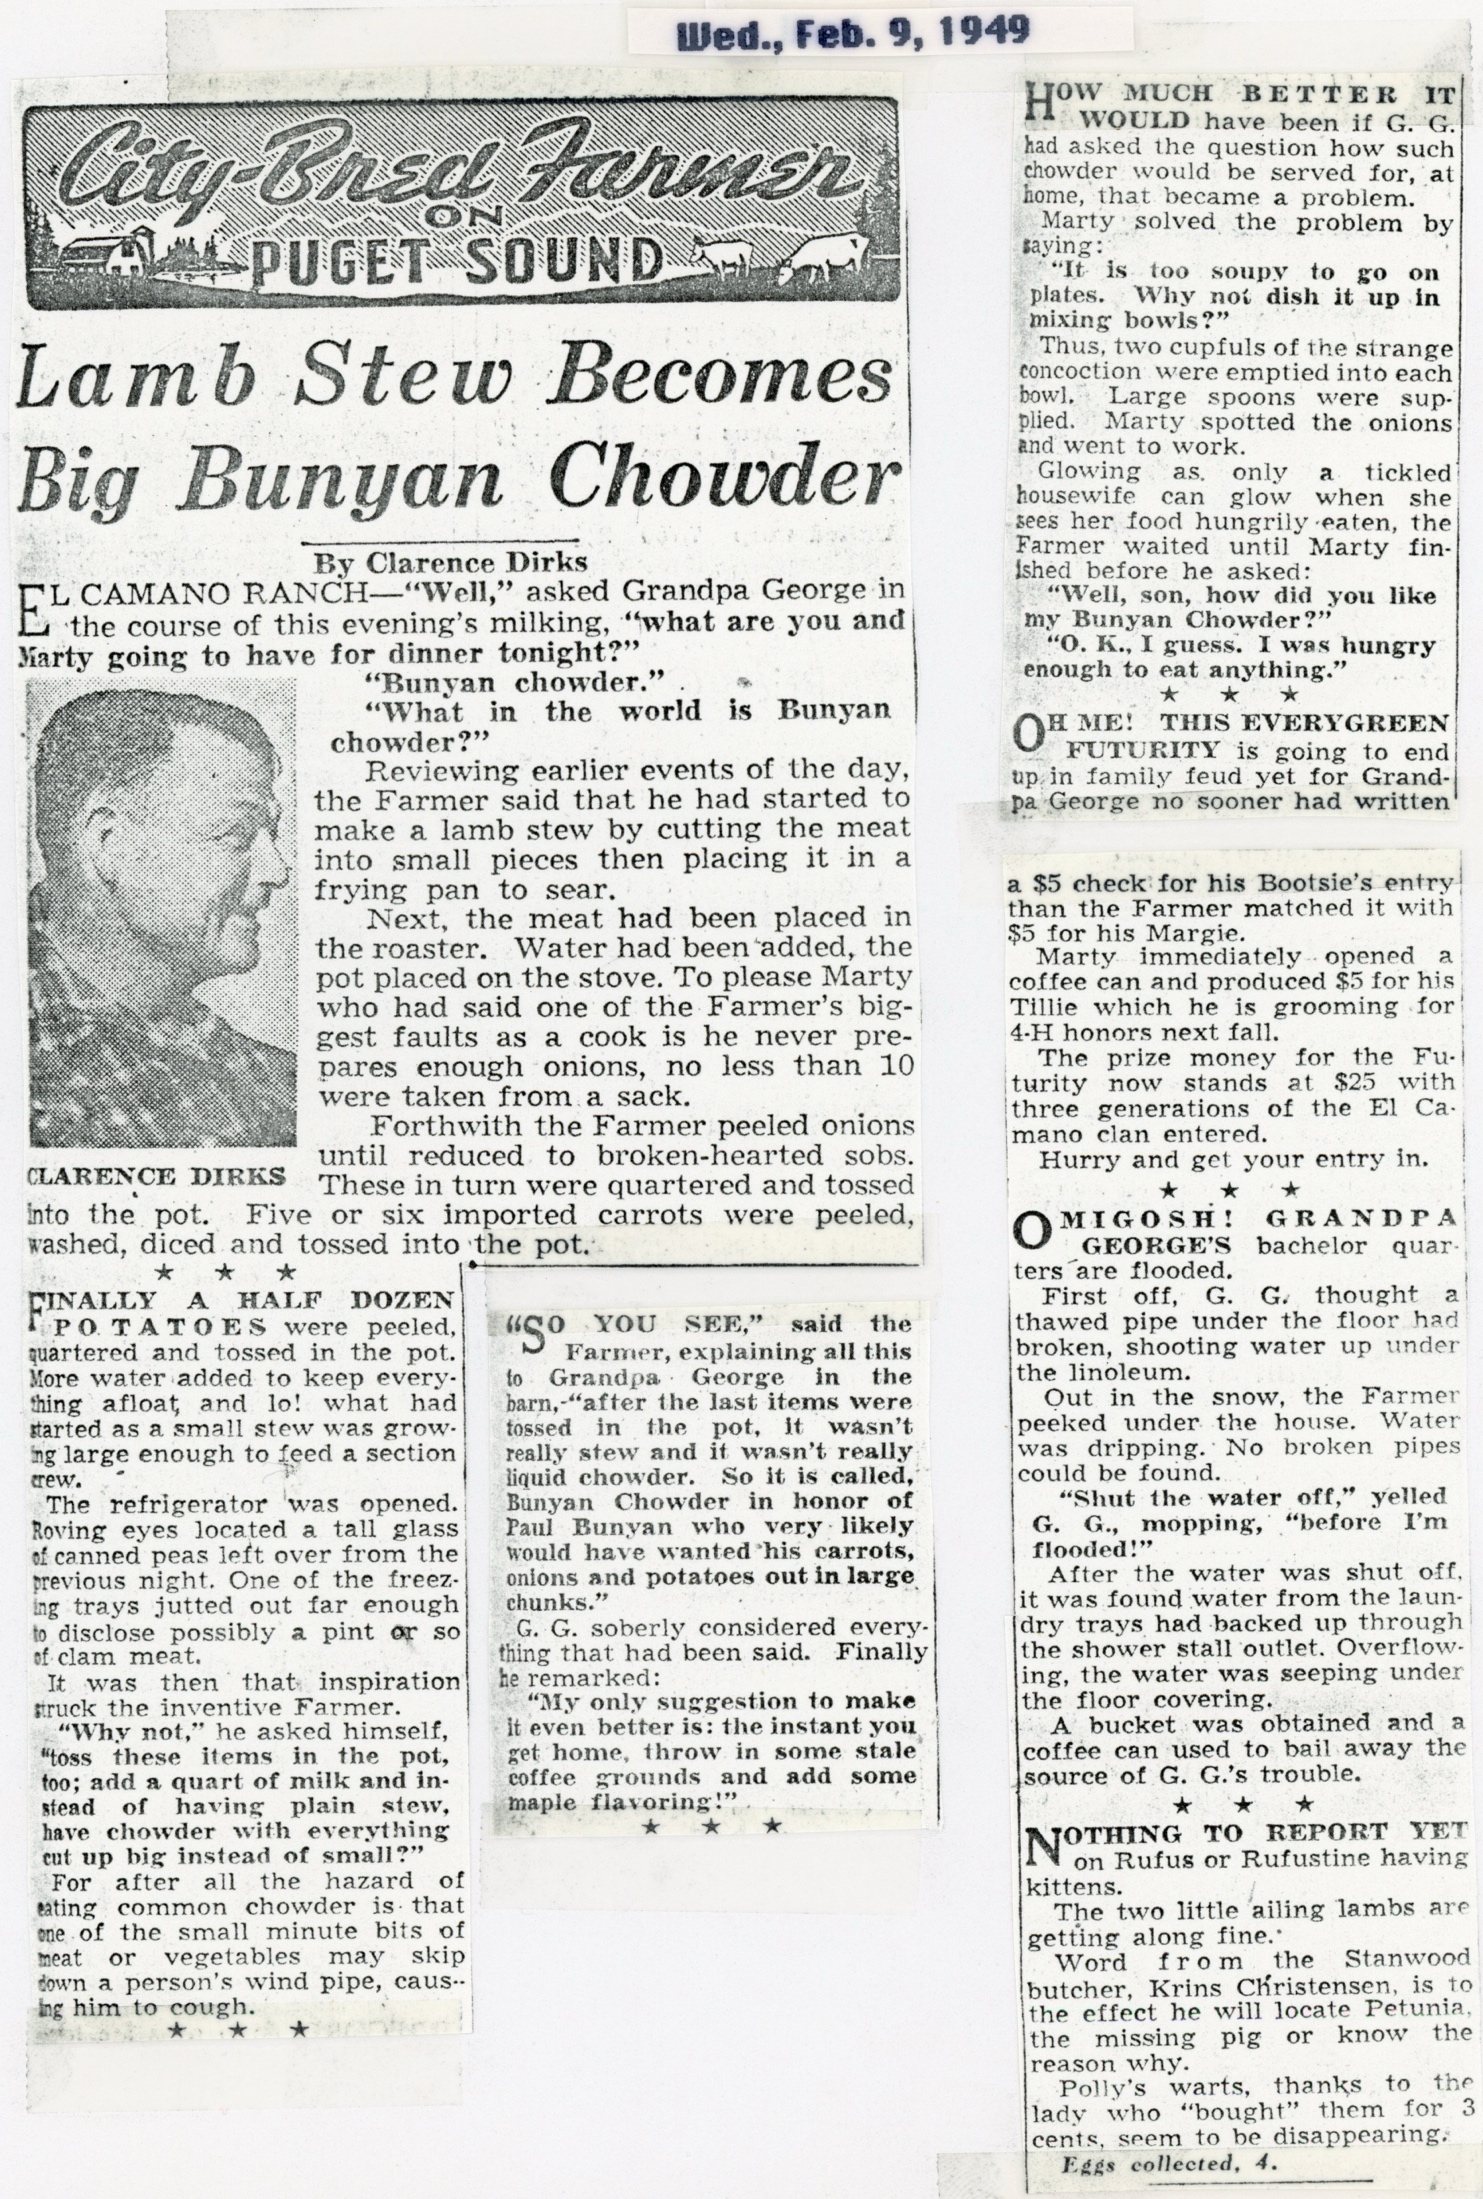 Wed., Feb. 9, 1949
City-Bred Farmer
ON
PUGET SOUND
Lamb Stew Becomes
Big Bunyan Chowder
By Clarence Dirks
EL CAMANO RANCH—“Well,” asked Grandpa George in
the course of this evening's milking, “what are you and
Marty going to have for dinner tonight?”
“Bunyan chowder.”
“What in the world is Bunyan
chowder?”
Reviewing earlier events of the day,
the Farmer said that he had started to
make a lamb stew by cutting the meat
into small pieces then placing it in a
frying pan to sear.
Next, the meat had been placed in
the roaster. Water had been added, the
pot placed on the stove. To please Marty
who had said one of the Farmer's big-
gest faults as a cook is he never pre-
pares enough onions, no less than 10
were taken from a sack.
Forthwith the Farmer peeled onions
until reduced to broken-hearted sobs.
These in turn were quartered and tossed
CLARENCE DIRKS
into the pot. Five or six imported carrots were peeled,
washed, diced and tossed into the pot.
★ ★ ★
FINALLY A HALF DOZEN
POTATOES were peeled,
quartered and tossed in the pot.
More water added to keep every-
thing afloat, and lo! what had
started as a small stew was grow-
ing large enough to feed a section
crew.
The refrigerator was opened.
Roving eyes located a tall glass
of canned peas left over from the
previous night. One of the freez-
ing trays jutted out far enough
to disclose possibly a pint or so
of clam meat.
It was then that inspiration
struck the inventive Farmer.
“Why not,” he asked himself,
“toss these items in the pot,
too; add a quart of milk and in-
stead of having plain stew,
have chowder with everything
cut up big instead of small?”
For after all the hazard of
eating common chowder is that
one of the small minute bits of
meat or vegetables may skip
down a person's wind pipe, caus-
ing him to cough.
★ ★ ★
“SO YOU SEE,” said the
Farmer, explaining all this
to Grandpa George in the
barn, “after the last items were
tossed in the pot, it wasn't
really stew and it wasn't really
liquid chowder. So it is called,
Bunyan Chowder in honor of
Paul Bunyan who very likely
would have wanted his carrots,
onions and potatoes out in large
chunks.”
G. G. soberly considered every-
thing that had been said. Finally
he remarked:
“My only suggestion to make
it even better is: the instant you
get home, throw in some stale
coffee grounds and add some
maple flavoring!”
★ ★ ★
HOW MUCH BETTER IT
WOULD have been if G. G.
had asked the question how such
chowder would be served for, at
home, that became a problem.
Marty solved the problem by
saying:
“It is too soupy to go on
plates. Why not dish it up in
mixing bowls?”
Thus, two cupfuls of the strange
concoction were emptied into each
bowl. Large spoons were sup-
plied. Marty spotted the onions
and went to work.
Glowing as only a tickled
housewife can glow when she
sees her food hungrily eaten, the
Farmer waited until Marty fin-
ished before he asked:
“Well, son, how did you like
my Bunyan Chowder?”
“O. K., I guess. I was hungry
enough to eat anything.”
★ ★ ★
OH ME! THIS EVERYGREEN
FUTURITY is going to end
up in family feud yet for Grand-
pa George no sooner had written
a $5 check for his Bootsie's entry
than the Farmer matched it with
$5 for his Margie.
Marty immediately opened a
coffee can and produced $5 for his
Tillie which he is grooming for
4-H honors next fall.
The prize money for the Fu-
turity now stands at $25 with
three generations of the El Ca-
mano clan entered.
Hurry and get your entry in.
★ ★ ★
OMIGOSH! GRANDPA
GEORGE'S bachelor quar-
ters are flooded.
First off, G. G. thought a
thawed pipe under the floor had
broken, shooting water up under
the linoleum.
Out in the snow, the Farmer
peeked under the house. Water
was dripping. No broken pipes
could be found.
“Shut the water off,” yelled
G. G., mopping, “before I'm
flooded!”
After the water was shut off,
it was found water from the laun-
dry trays had backed up through
the shower stall outlet. Overflow-
ing, the water was seeping under
the floor covering.
A bucket was obtained and a
coffee can used to bail away the
source of G. G.'s trouble.
★ ★ ★
NOTHING TO REPORT YET
on Rufus or Rufustine having
kittens.
The two little ailing lambs are
getting along fine.
Word from the Stanwood
butcher, Krins Christensen, is to
the effect he will locate Petunia,
the missing pig or know the
reason why.
Polly's warts, thanks to the
lady who “bought” them for 3
cents, seem to be disappearing.
Eggs collected, 4.